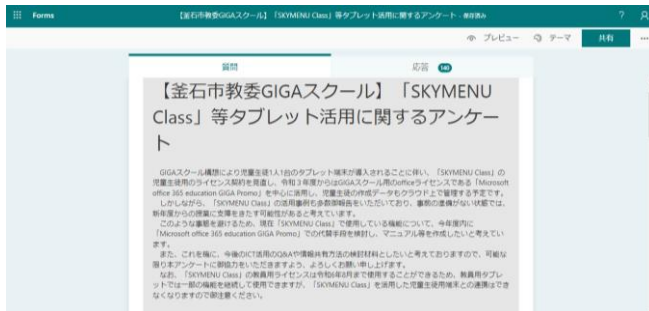 Forms
【釜石市教委GIGAスクール】「SKYMENU Class」等タブレット活用に関するアンケート - 保存済み
?
プレビュー
テーマ
共有
…
質問
応答 140
【釜石市教委GIGAスクール】「SKYMENU
Class」等タブレット活用に関するアンケー
ト
GIGAスクール構想により児童生徒1人1台のタブレット端末が導入されることに伴い、「SKYMENU Class」の
児童生徒用のライセンス契約を見直し、令和３年度からはGIGAスクール用のofficeライセンスである「Microsoft
office 365 education GIGA Promo」を中心に活用し、児童生徒の作成データもクラウド上で管理する予定です。
しかしながら、「SKYMENU Class」の活用事例も多数御報告をいただいており、事前の準備がない状態では、
新年度からの授業に支障をきたす可能性があると考えています。
このような事態を避けるため、現在「SKYMENU Class」で使用している機能について、今年度内に
「Microsoft office 365 education GIGA Promo」での代替手段を検討し、マニュアル等を作成したいと考えてい
ます。
また、これを機に、今後のICT活用のQ&Aや情報共有方法の検討材料としたいと考えておりますので、可能な
限り本アンケートに御協力をいただきますよう、よろしくお願い申し上げます。
なお、「SKYMENU Class」の教員用ライセンスは令和6年8月まで使用することができるため、教員用タブレ
ットでは一部の機能を継続して使用できますが、「SKYMENU Class」を活用した児童生徒用端末との連携はでき
なくなりますので御注意ください。